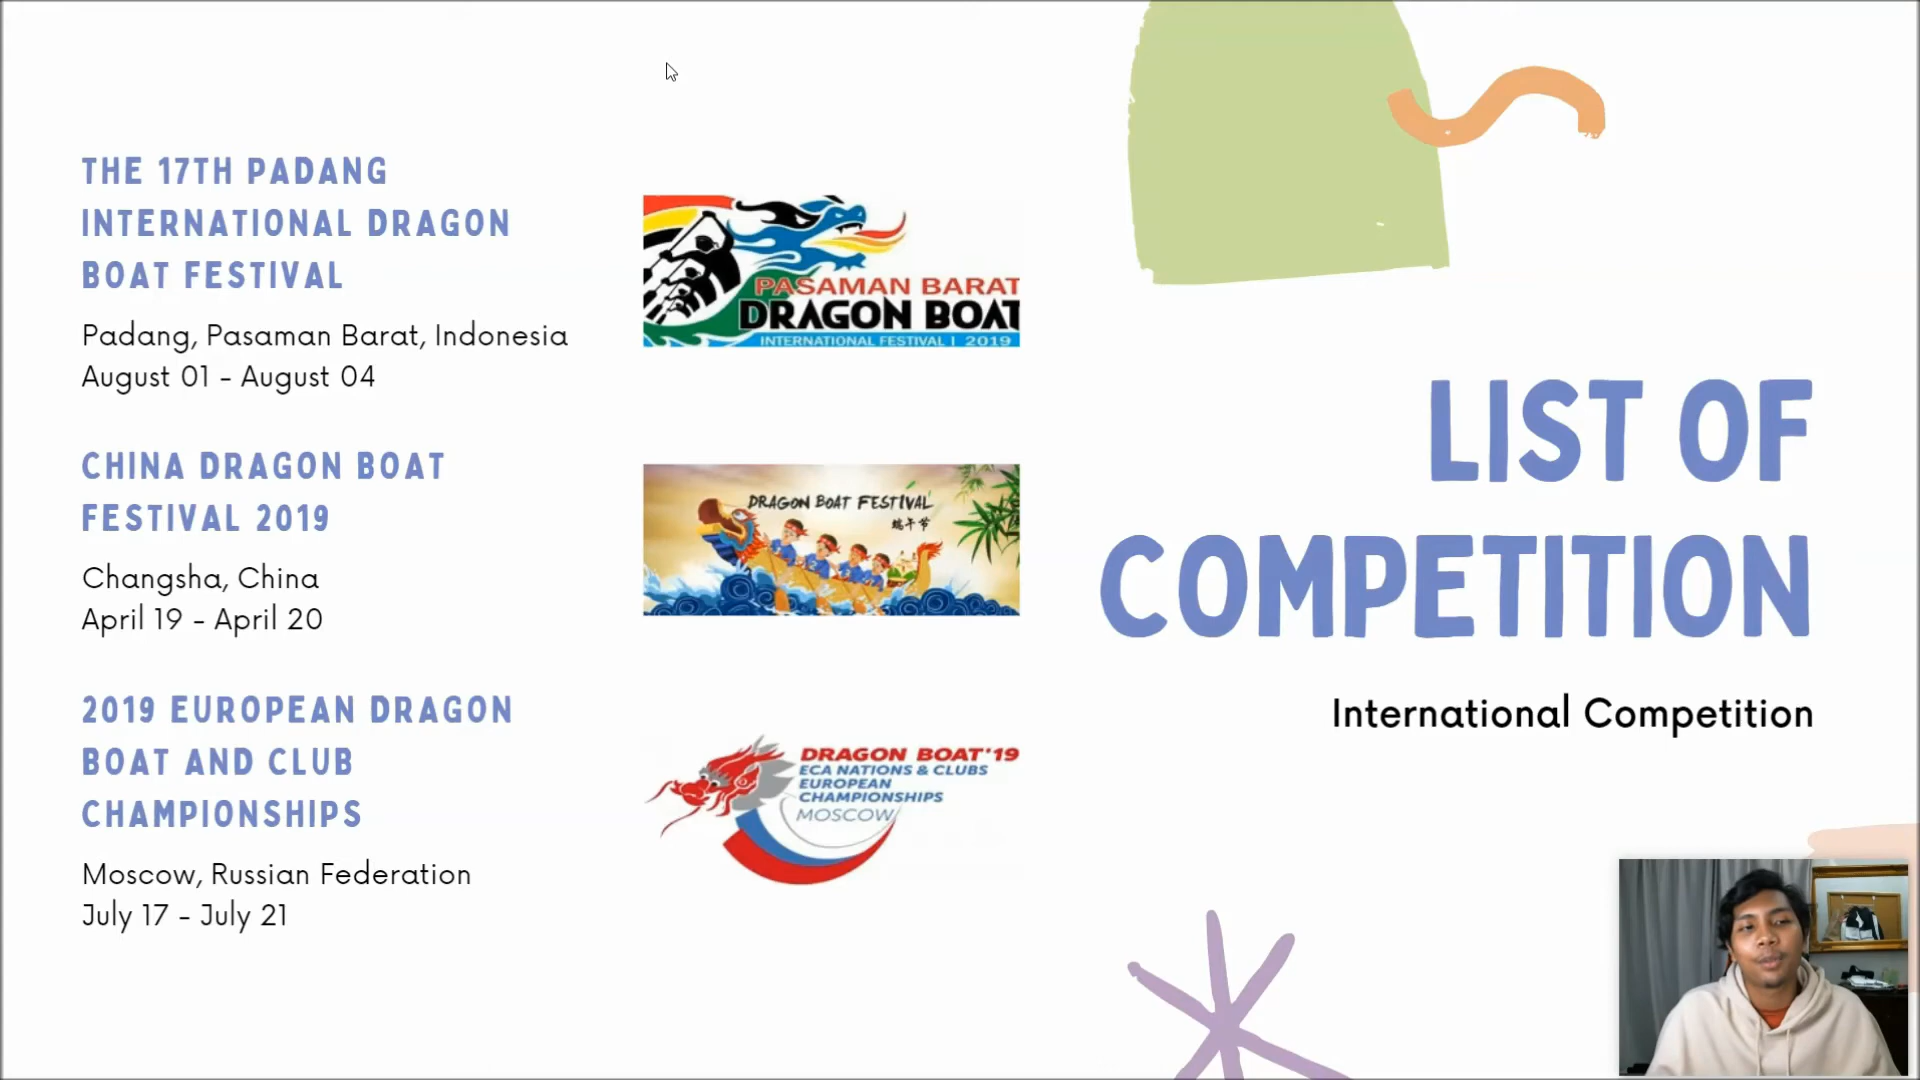 THE 17TH PADANG
INTERNATIONAL DRAGON
BOAT FESTIVAL
Padang, Pasaman Barat, Indonesia
August 01 - August 04
PASAMAN BARAT
DRAGON BOAT
INTERNATIONAL FESTIVAL | 2019
CHINA DRAGON BOAT
FESTIVAL 2019
Changsha, China
April 19 - April 20
DRAGON BOAT FESTIVAL
端午节
2019 EUROPEAN DRAGON
BOAT AND CLUB
CHAMPIONSHIPS
Moscow, Russian Federation
July 17 - July 21
DRAGON BOAT'19
ECA NATIONS & CLUBS
EUROPEAN
CHAMPIONSHIPS
MOSCOW
LIST OF
COMPETITION
International Competition